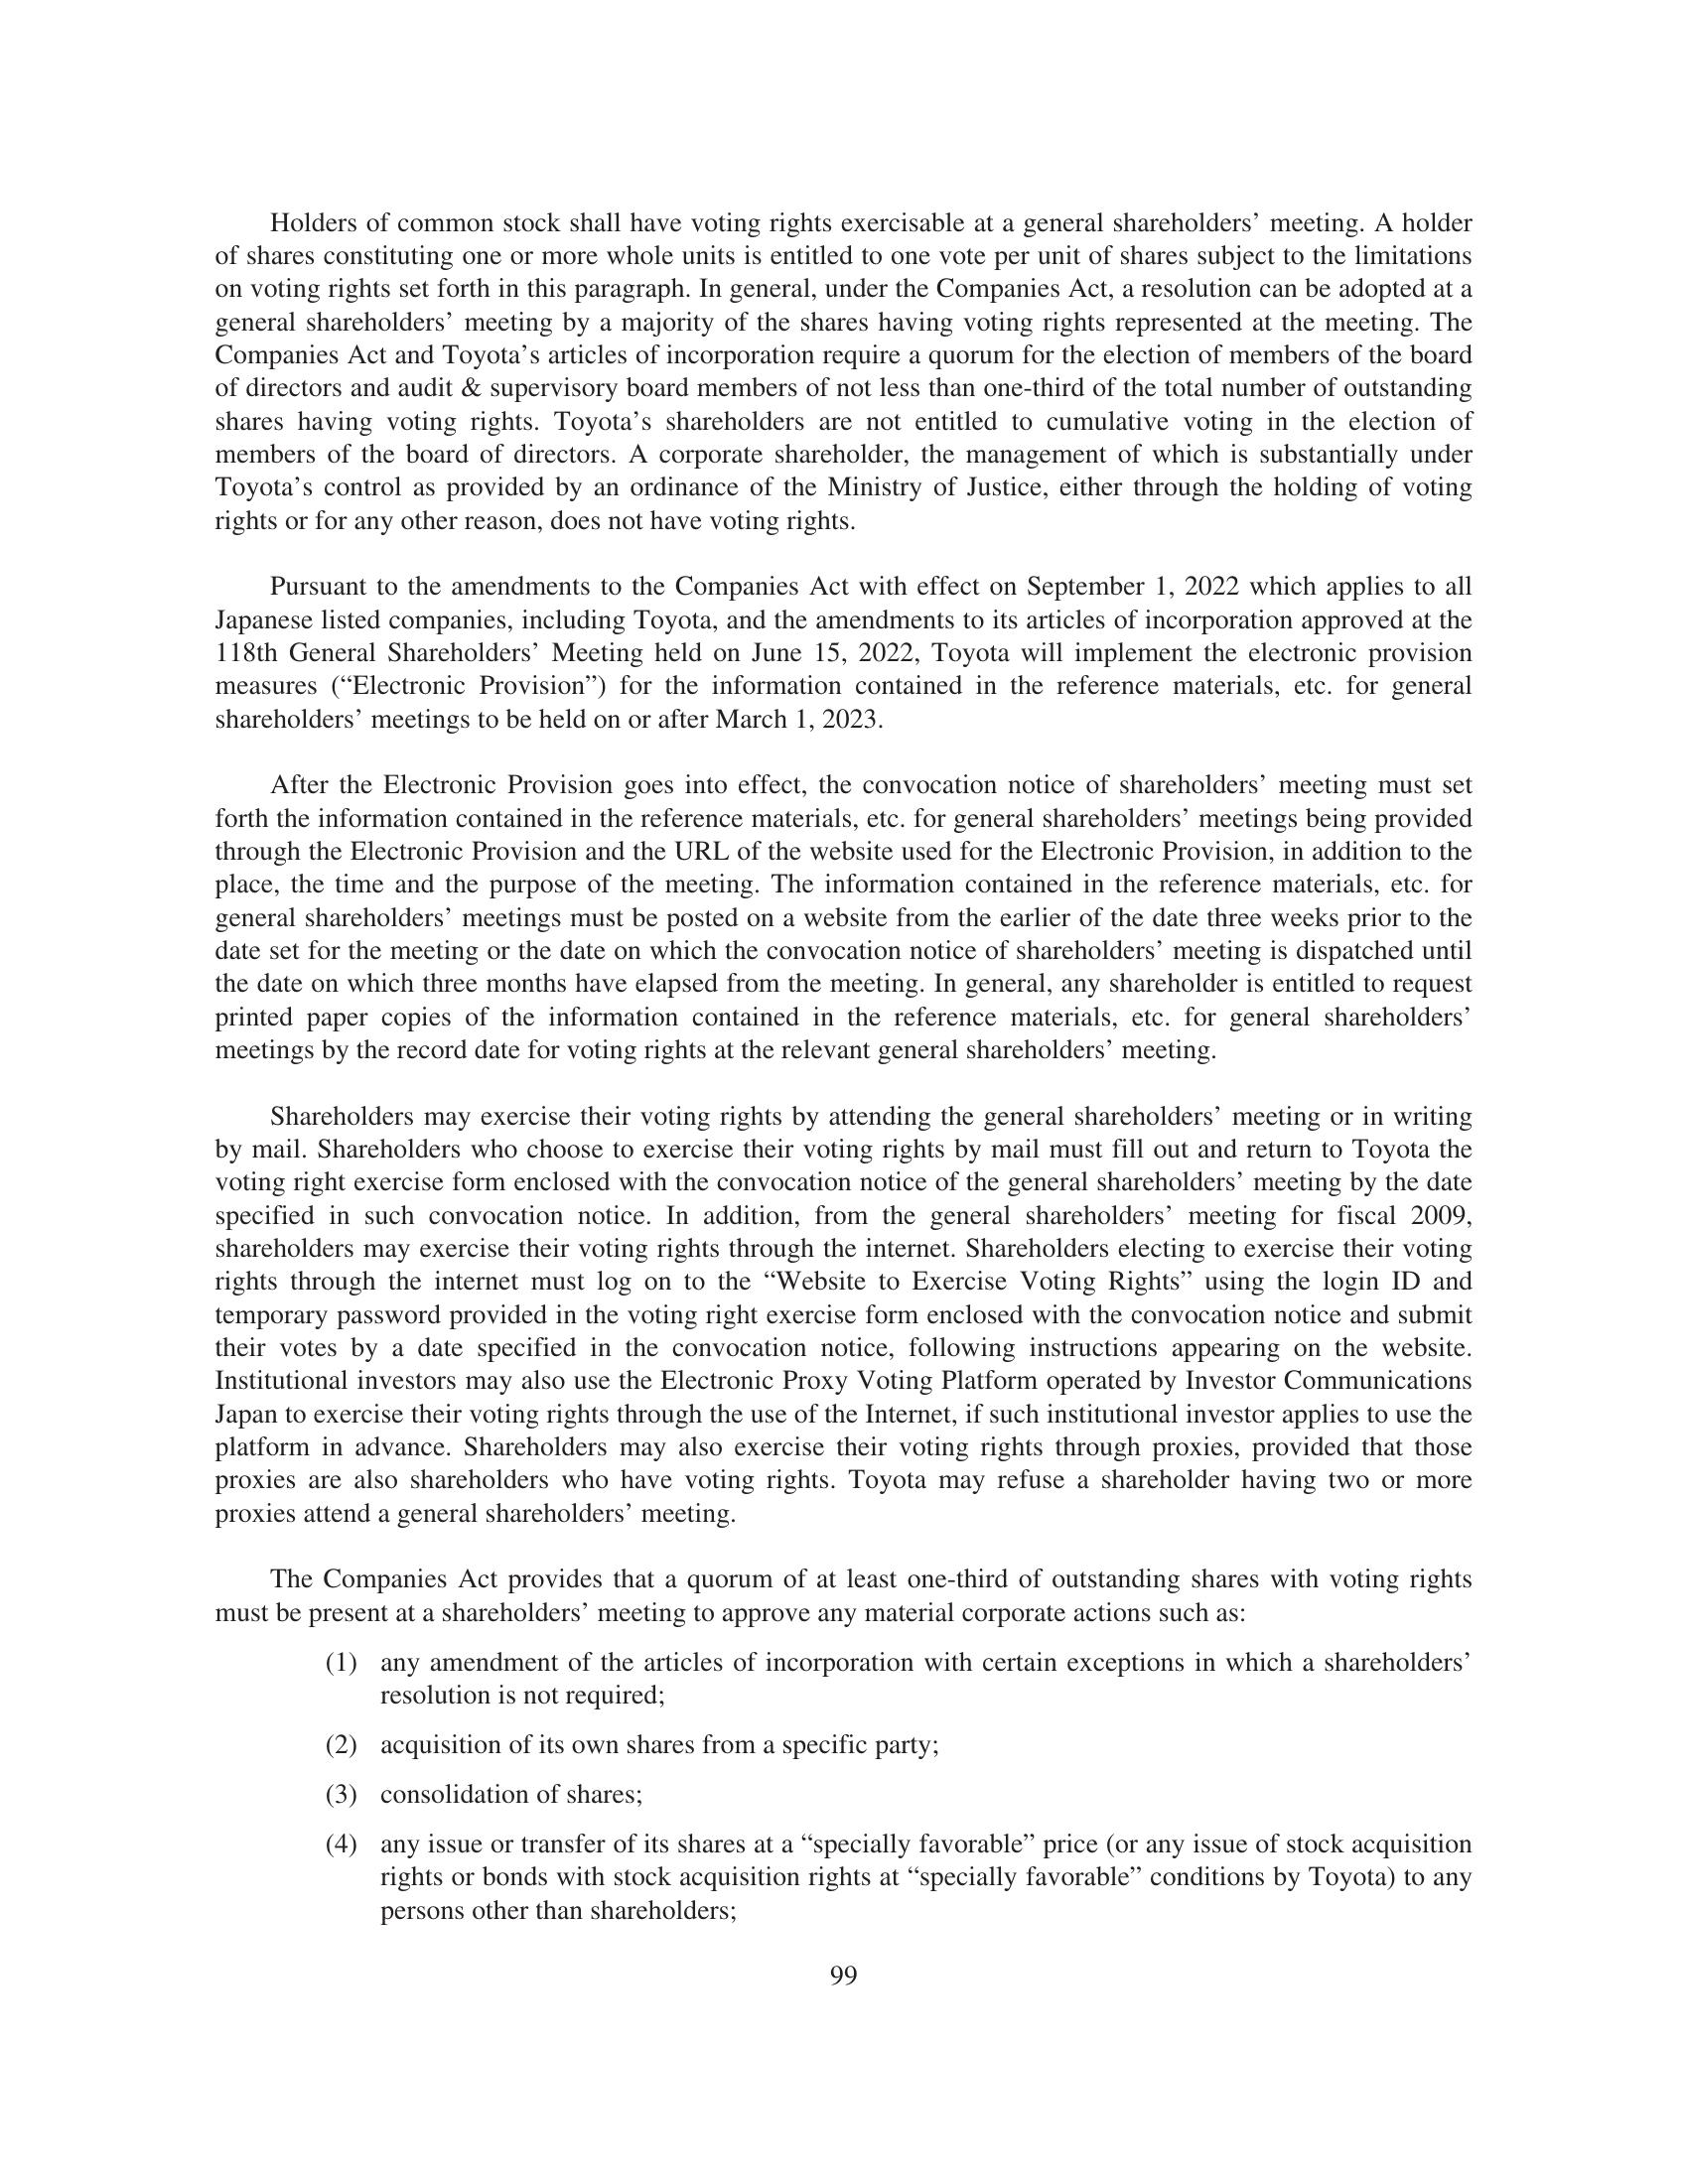 Holders of common stock shall have voting rights exercisable at a general shareholders’ meeting. A holder
of shares constituting one or more whole units is entitled to one vote per unit of shares subject to the limitations
on voting rights set forth in this paragraph. In general, under the Companies Act, a resolution can be adopted at a
general shareholders’ meeting by a majority of the shares having voting rights represented at the meeting. The
Companies Act and Toyota’s articles of incorporation require a quorum for the election of members of the board
of directors and audit & supervisory board members of not less than one-third of the total number of outstanding
shares having voting rights. Toyota’s shareholders are not entitled to cumulative voting in the election of
members of the board of directors. A corporate shareholder, the management of which is substantially under
Toyota’s control as provided by an ordinance of the Ministry of Justice, either through the holding of voting
rights or for any other reason, does not have voting rights.
Pursuant to the amendments to the Companies Act with effect on September 1, 2022 which applies to all
Japanese listed companies, including Toyota, and the amendments to its articles of incorporation approved at the
118th General Shareholders’ Meeting held on June 15, 2022, Toyota will implement the electronic provision
measures (“Electronic Provision”) for the information contained in the reference materials, etc. for general
shareholders’ meetings to be held on or after March 1, 2023.
After the Electronic Provision goes into effect, the convocation notice of shareholders’ meeting must set
forth the information contained in the reference materials, etc. for general shareholders’ meetings being provided
through the Electronic Provision and the URL of the website used for the Electronic Provision, in addition to the
place, the time and the purpose of the meeting. The information contained in the reference materials, etc. for
general shareholders’ meetings must be posted on a website from the earlier of the date three weeks prior to the
date set for the meeting or the date on which the convocation notice of shareholders’ meeting is dispatched until
the date on which three months have elapsed from the meeting. In general, any shareholder is entitled to request
printed paper copies of the information contained in the reference materials, etc. for general shareholders’
meetings by the record date for voting rights at the relevant general shareholders’ meeting.
Shareholders may exercise their voting rights by attending the general shareholders’ meeting or in writing
by mail. Shareholders who choose to exercise their voting rights by mail must fill out and return to Toyota the
voting right exercise form enclosed with the convocation notice of the general shareholders’ meeting by the date
specified in such convocation notice. In addition, from the general shareholders’ meeting for fiscal 2009,
shareholders may exercise their voting rights through the internet. Shareholders electing to exercise their voting
rights through the internet must log on to the “Website to Exercise Voting Rights” using the login ID and
temporary password provided in the voting right exercise form enclosed with the convocation notice and submit
their votes by a date specified in the convocation notice, following instructions appearing on the website.
Institutional investors may also use the Electronic Proxy Voting Platform operated by Investor Communications
Japan to exercise their voting rights through the use of the Internet, if such institutional investor applies to use the
platform in advance. Shareholders may also exercise their voting rights through proxies, provided that those
proxies are also shareholders who have voting rights. Toyota may refuse a shareholder having two or more
proxies attend a general shareholders’ meeting.
The Companies Act provides that a quorum of at least one-third of outstanding shares with voting rights
must be present at a shareholders’ meeting to approve any material corporate actions such as:
(1) any amendment of the articles of incorporation with certain exceptions in which a shareholders’
resolution is not required;
(2) acquisition of its own shares from a specific party;
(3) consolidation of shares;
(4) any issue or transfer of its shares at a “specially favorable” price (or any issue of stock acquisition
rights or bonds with stock acquisition rights at “specially favorable” conditions by Toyota) to any
persons other than shareholders;
99